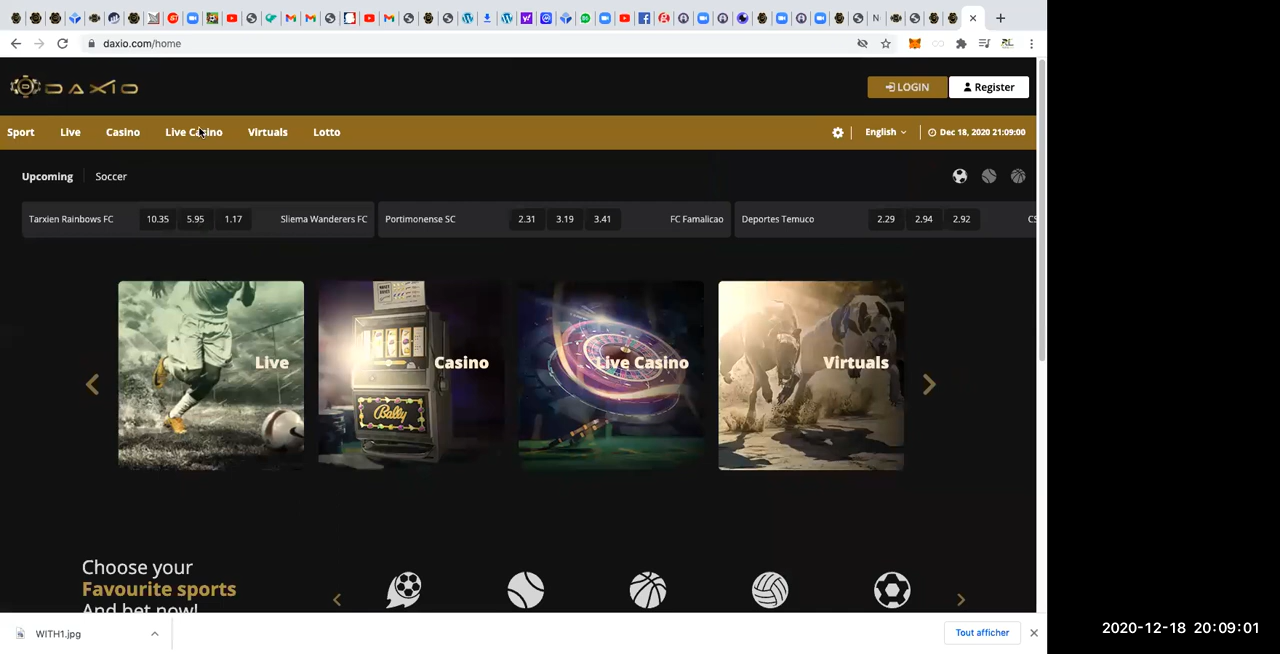 daxio.com/home
DAXIO
LOGIN
Register
Sport Live Casino Live Casino Virtuals Lotto
English
Dec 18, 2020 21:09:00
Upcoming Soccer
Tarxien Rainbows FC 10.35 5.95 1.17 Sliema Wanderers FC
Portimonense SC 2.31 3.19 3.41 FC Famalicao
Deportes Temuco 2.29 2.94 2.92 CS
Live
Casino
Bally
Live Casino
Virtuals
Choose your
Favourite sports
And bet now!
WITH1.jpg
Tout afficher
2020-12-18 20:09:01